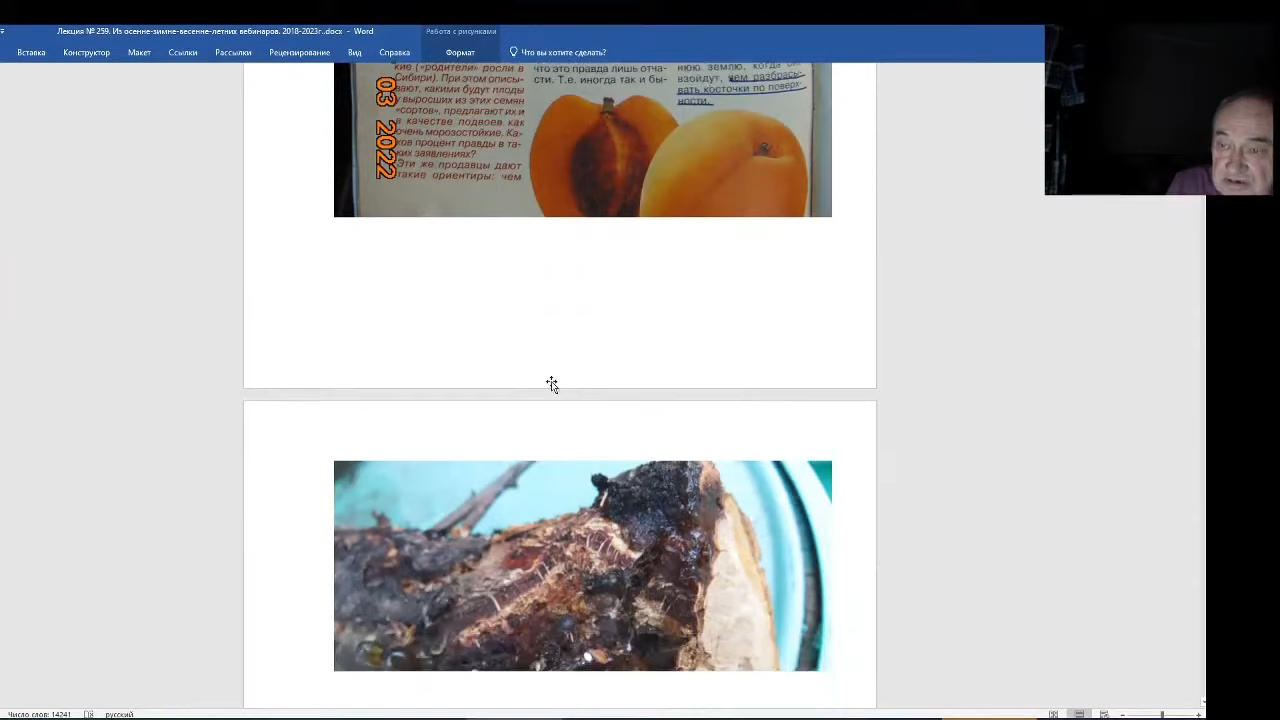 Лекция № 259. Из осенне-зимне-весенне-летних вебинаров. 2018-2023г..docx - Word
Работа с рисунками
Вставка Конструктор Макет Ссылки Рассылки Рецензирование Вид Справка Формат Что вы хотите сделать?
кие («родители» росли в
Сибири). При этом описы-
вают, какими будут плоды
у выросших из этих семян
«сортов», предлагают их и
в качестве подвоев как
очень морозостойкие. Ка-
ков процент правды в та-
ких заявлениях?
Эти же продавцы дают
такие ориентиры: чем
что это правда лишь отча-
сти. Т.е. иногда так и бы-
нюю землю, когда
взойдут, чем разбрасы-
вать косточки по поверх-
ности.
03 2022
Число слов: 14241 русский